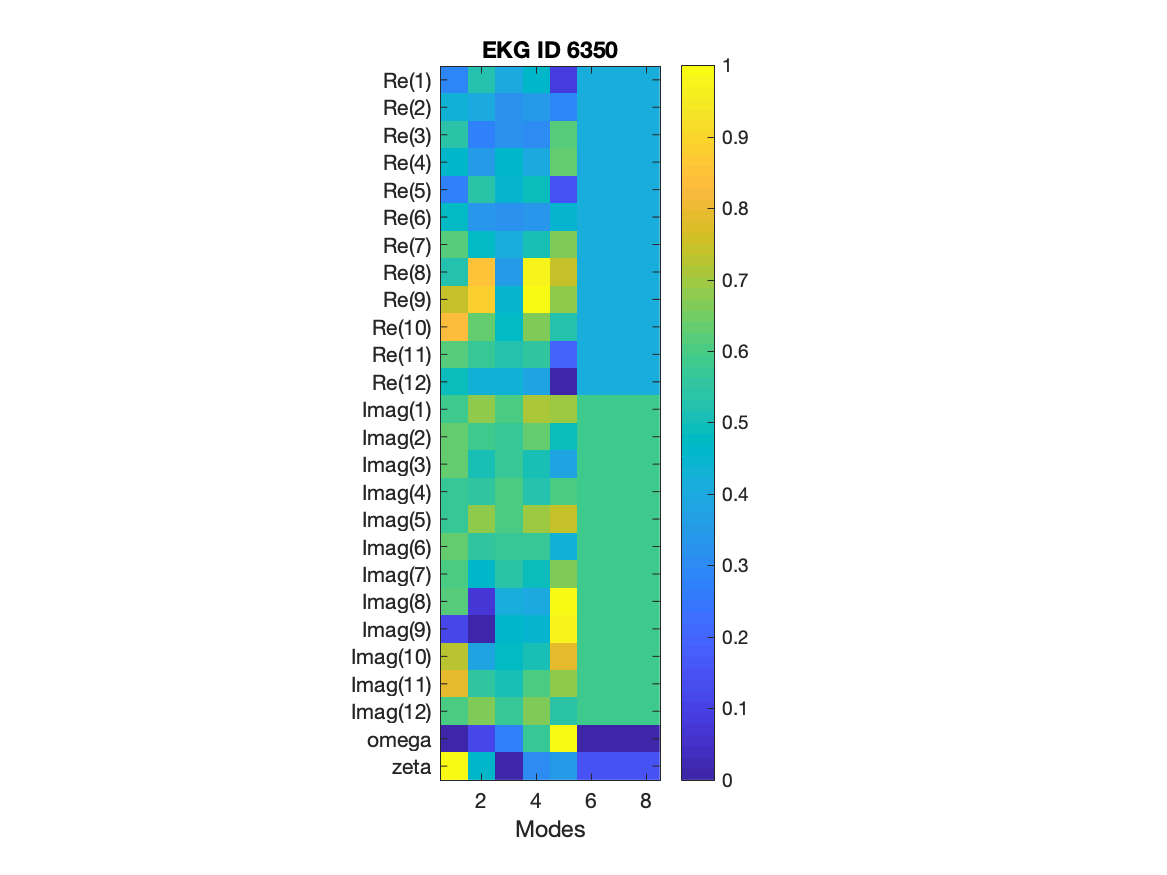 EKG ID 6350
Re(1)
Re(2)
Re(3)
Re(4)
Re(5)
Re(6)
Re(7)
Re(8)
Re(9)
Re(10)
Re(11)
Re(12)
Imag(1)
Imag(2)
Imag(3)
Imag(4)
Imag(5)
Imag(6)
Imag(7)
Imag(8)
Imag(9)
Imag(10)
Imag(11)
Imag(12)
omega
zeta
2 4 6 8
Modes
1
0.9
0.8
0.7
0.6
0.5
0.4
0.3
0.2
0.1
0